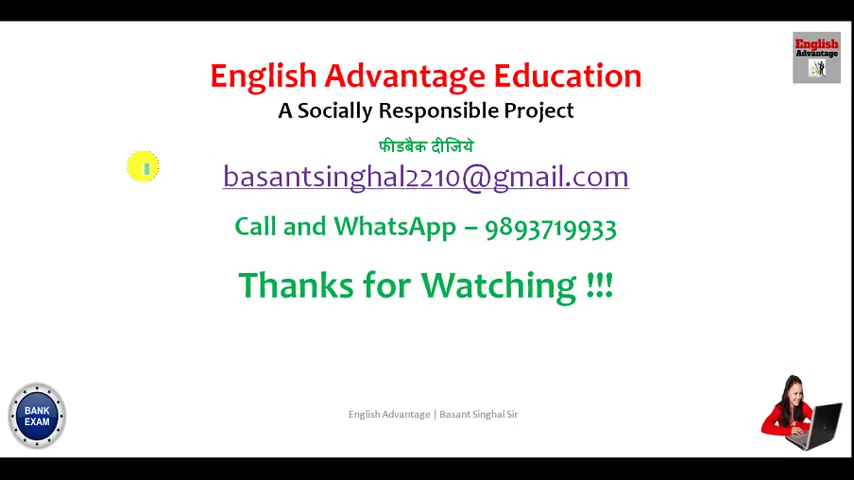 English Advantage
English Advantage Education
A Socially Responsible Project
फीडबैक दीजिये
basantsinghal2210@gmail.com
Call and WhatsApp – 9893719933
Thanks for Watching !!!
BANK
EXAM
English Advantage | Basant Singhal Sir